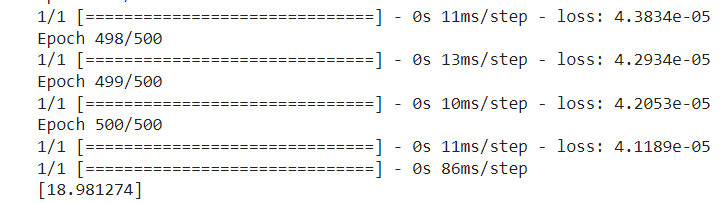 1/1 [==============================] - 0s 11ms/step - loss: 4.3834e-05
Epoch 498/500
1/1 [==============================] - 0s 13ms/step - loss: 4.2934e-05
Epoch 499/500
1/1 [==============================] - 0s 10ms/step - loss: 4.2053e-05
Epoch 500/500
1/1 [==============================] - 0s 11ms/step - loss: 4.1189e-05
1/1 [==============================] - 0s 86ms/step
[18.981274]